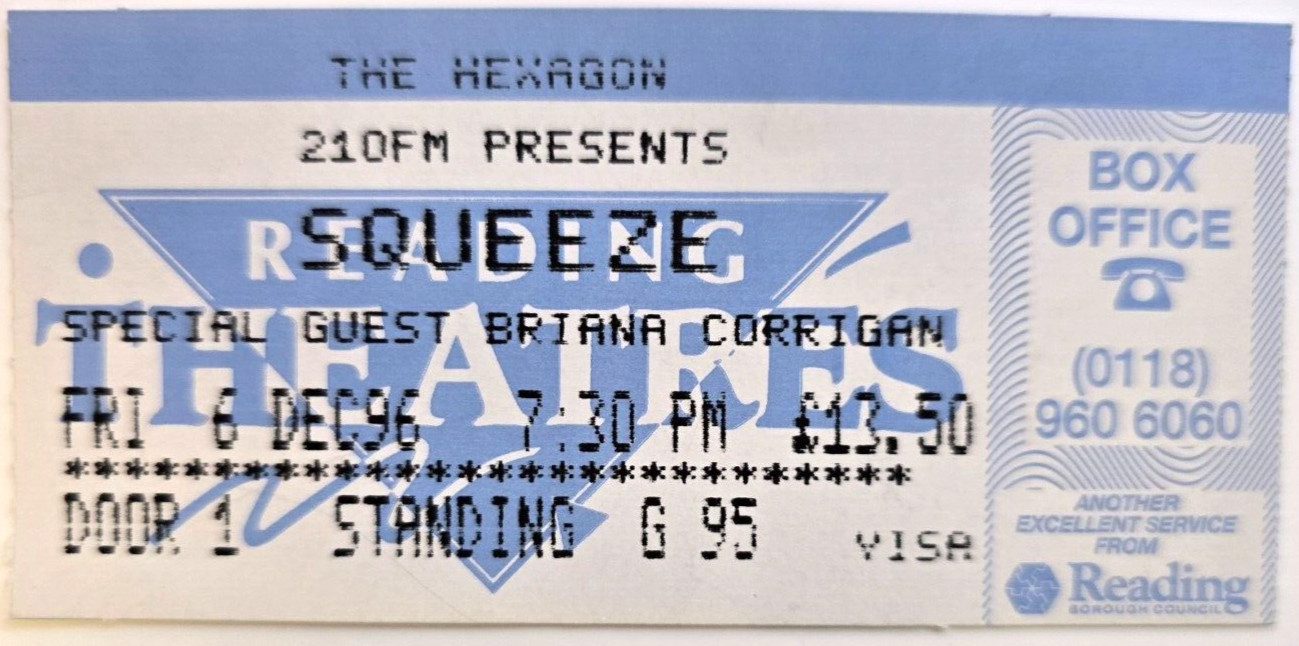 THE HEXAGON
210FM PRESENTS
READING
SQUEEZE
THEATRES
SPECIAL GUEST BRIANA CORRIGAN
FRI 6 DEC96 7:30 PM £13.50
******************************
DOOR 1 STANDING G 95 VISA
BOX
OFFICE
(0118)
960 6060
ANOTHER
EXCELLENT SERVICE
FROM
Reading
BOROUGH COUNCIL